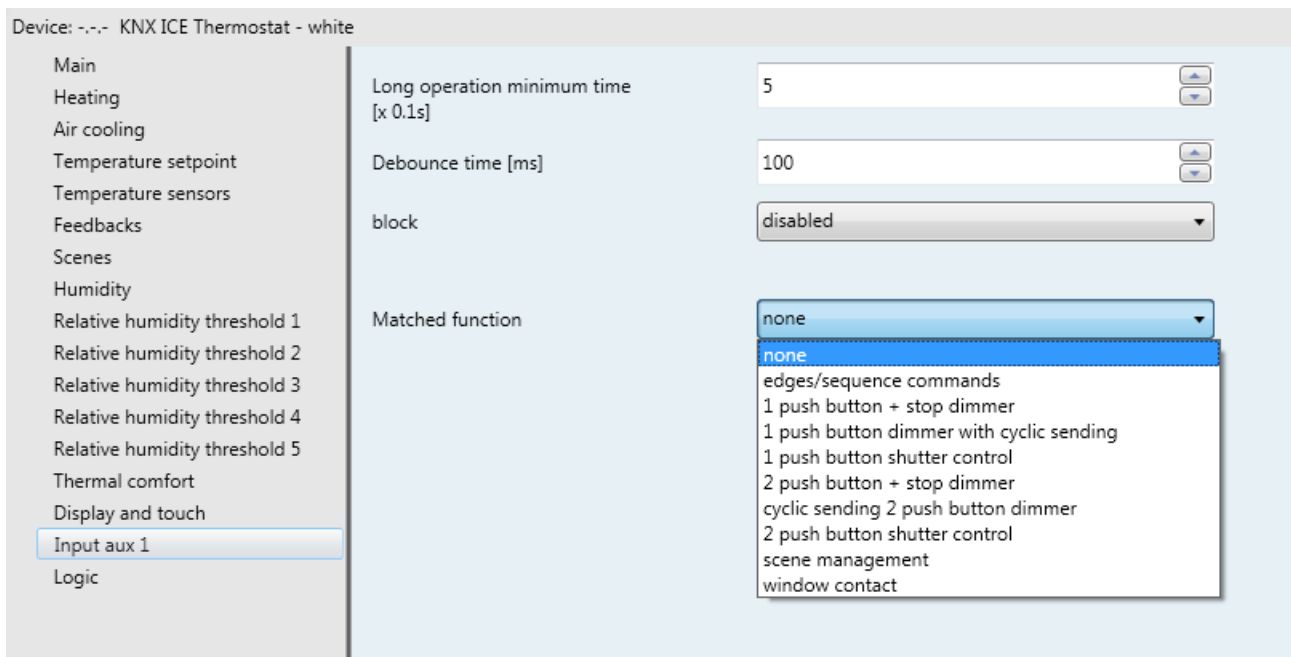 Device: -.-.- KNX ICE Thermostat - white
Main
Heating
Air cooling
Temperature setpoint
Temperature sensors
Feedbacks
Scenes
Humidity
Relative humidity threshold 1
Relative humidity threshold 2
Relative humidity threshold 3
Relative humidity threshold 4
Relative humidity threshold 5
Thermal comfort
Display and touch
Input aux 1
Logic
Long operation minimum time
[x 0.1s]
5
Debounce time [ms]
100
block
disabled
Matched function
none
none
edges/sequence commands
1 push button + stop dimmer
1 push button dimmer with cyclic sending
1 push button shutter control
2 push button + stop dimmer
cyclic sending 2 push button dimmer
2 push button shutter control
scene management
window contact